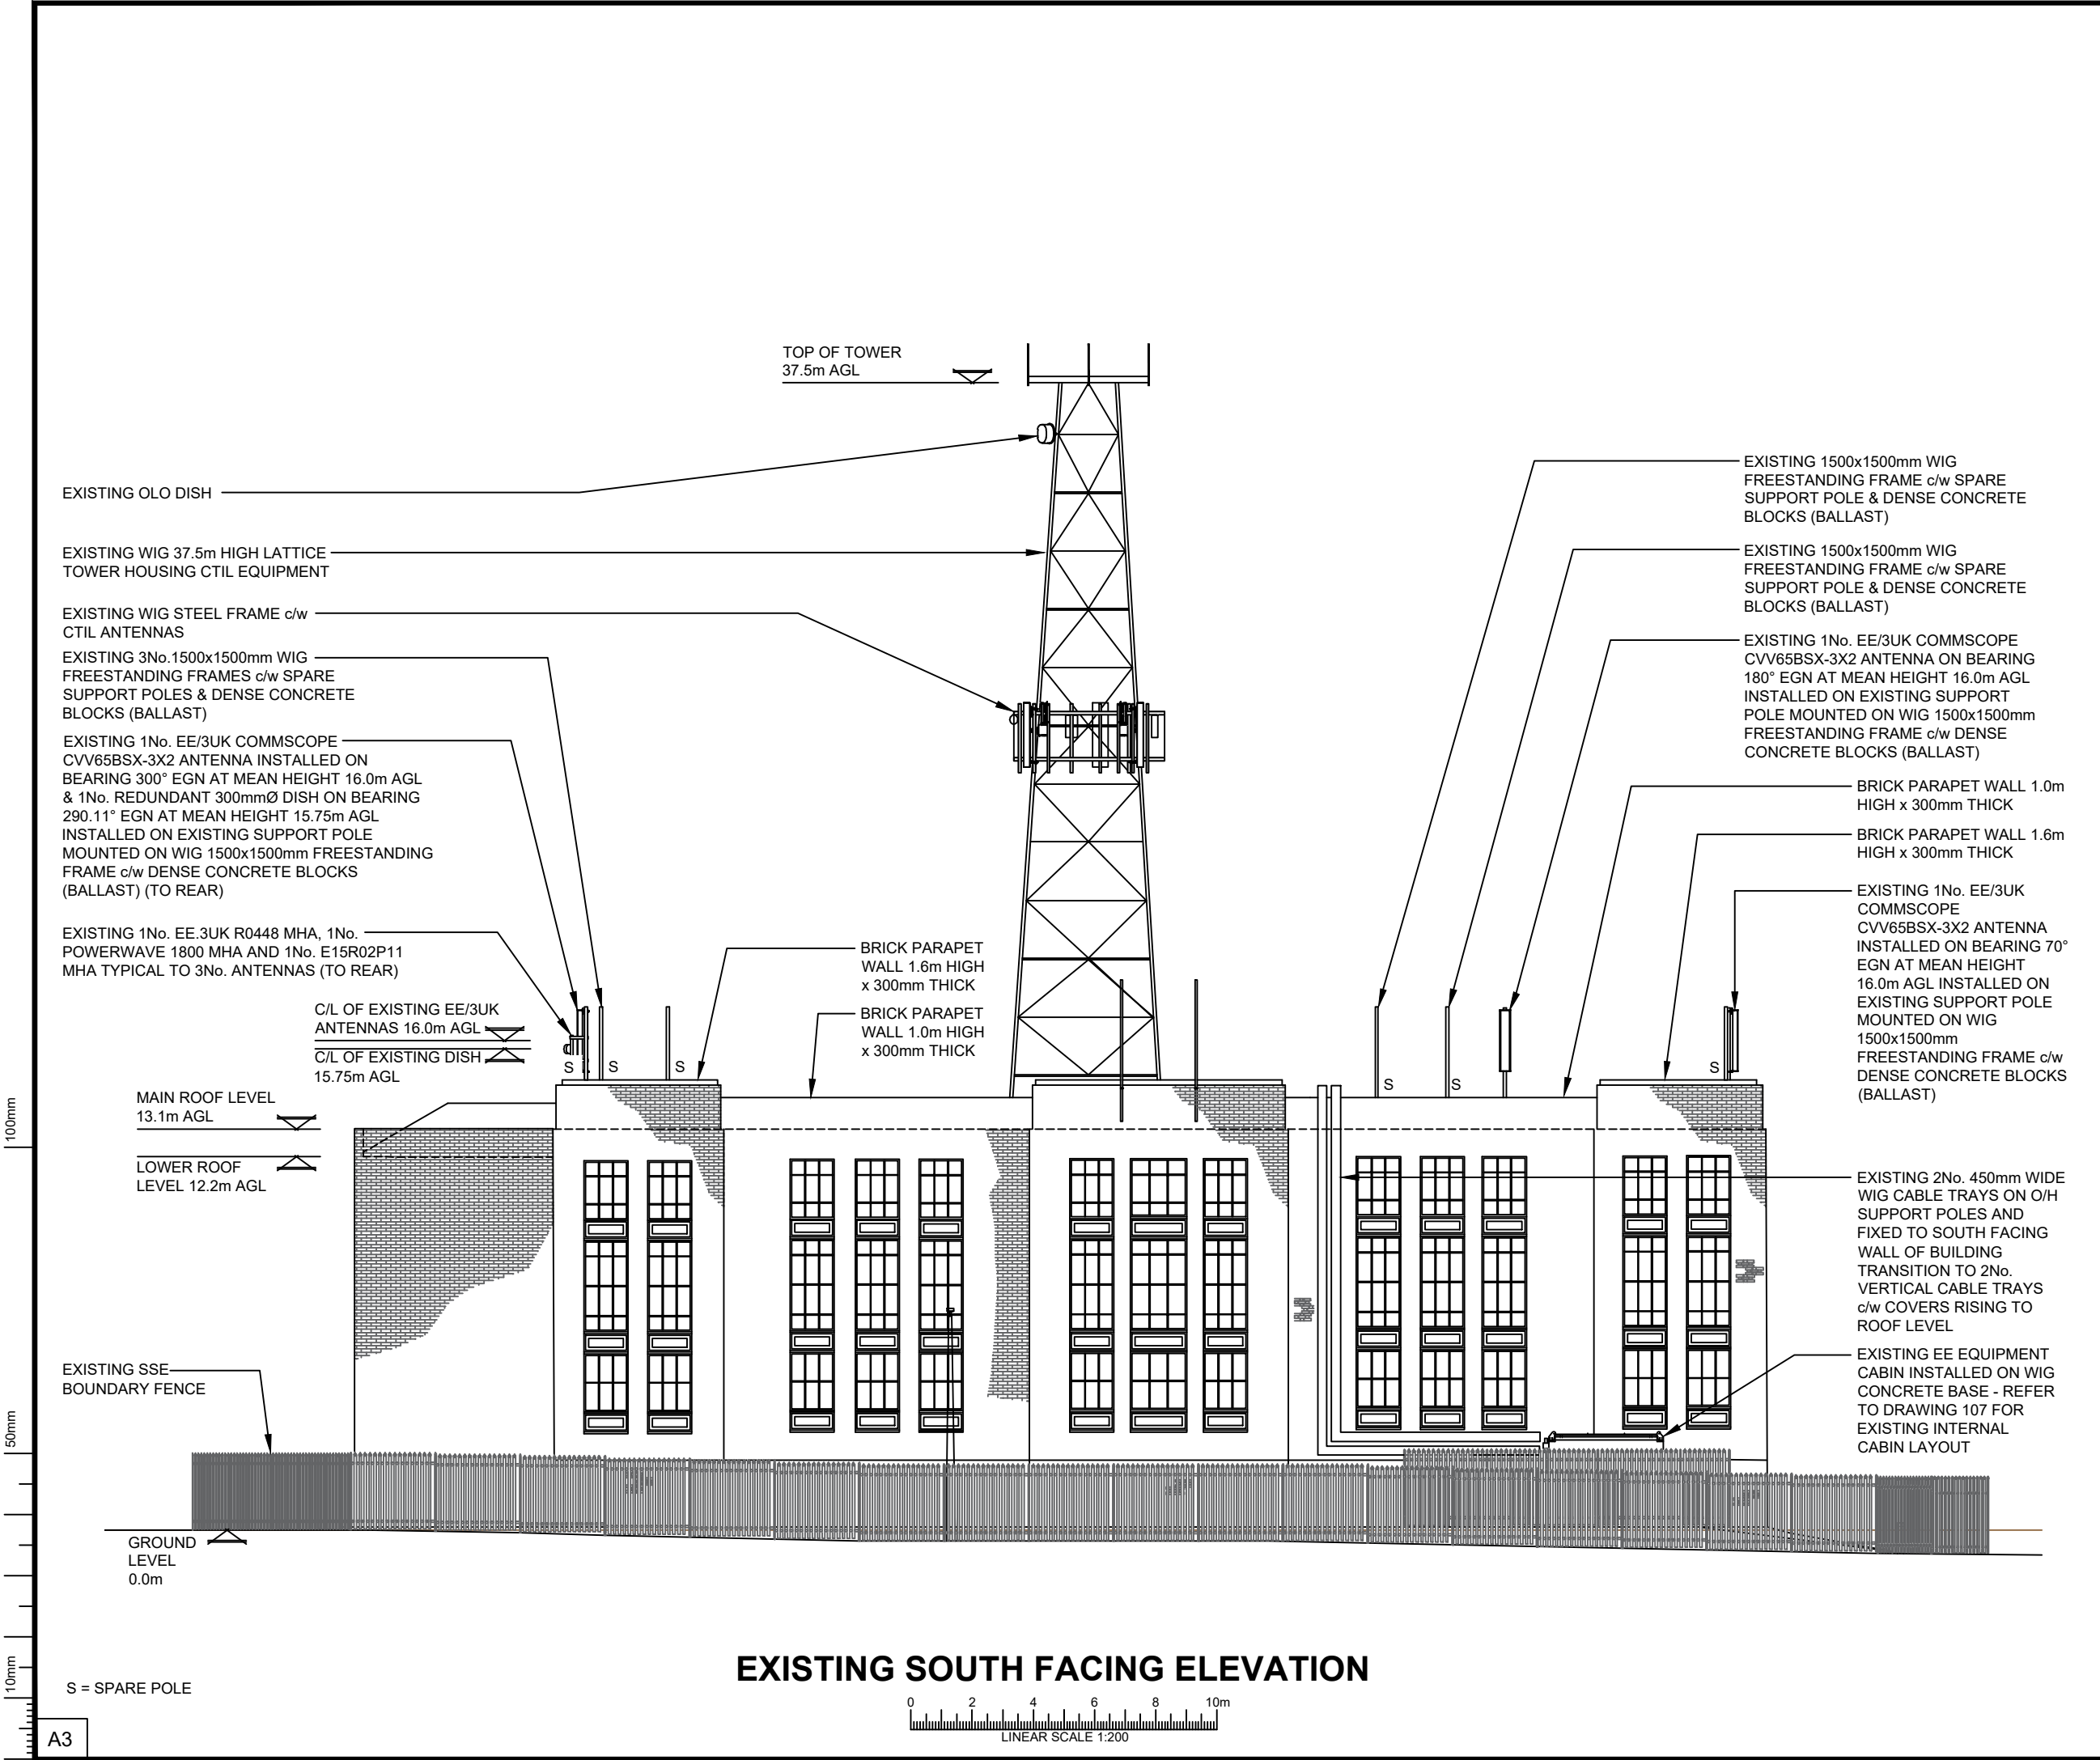 TOP OF TOWER
37.5m AGL
EXISTING OLO DISH
EXISTING WIG 37.5m HIGH LATTICE
TOWER HOUSING CTIL EQUIPMENT
EXISTING WIG STEEL FRAME c/w
CTIL ANTENNAS
EXISTING 3No.1500x1500mm WIG
FREESTANDING FRAMES c/w SPARE
SUPPORT POLES & DENSE CONCRETE
BLOCKS (BALLAST)
EXISTING 1No. EE/3UK COMMSCOPE
CVV65BSX-3X2 ANTENNA INSTALLED ON
BEARING 300° EGN AT MEAN HEIGHT 16.0m AGL
& 1No. REDUNDANT 300mmØ DISH ON BEARING
290.11° EGN AT MEAN HEIGHT 15.75m AGL
INSTALLED ON EXISTING SUPPORT POLE
MOUNTED ON WIG 1500x1500mm FREESTANDING
FRAME c/w DENSE CONCRETE BLOCKS
(BALLAST) (TO REAR)
EXISTING 1No. EE.3UK R0448 MHA, 1No.
POWERWAVE 1800 MHA AND 1No. E15R02P11
MHA TYPICAL TO 3No. ANTENNAS (TO REAR)
C/L OF EXISTING EE/3UK
ANTENNAS 16.0m AGL
C/L OF EXISTING DISH
15.75m AGL
MAIN ROOF LEVEL
13.1m AGL
LOWER ROOF
LEVEL 12.2m AGL
EXISTING SSE
BOUNDARY FENCE
GROUND
LEVEL
0.0m
S
S
S
BRICK PARAPET
WALL 1.6m HIGH
x 300mm THICK
BRICK PARAPET
WALL 1.0m HIGH
x 300mm THICK
S
S
S
EXISTING 1500x1500mm WIG
FREESTANDING FRAME c/w SPARE
SUPPORT POLE & DENSE CONCRETE
BLOCKS (BALLAST)
EXISTING 1500x1500mm WIG
FREESTANDING FRAME c/w SPARE
SUPPORT POLE & DENSE CONCRETE
BLOCKS (BALLAST)
EXISTING 1No. EE/3UK COMMSCOPE
CVV65BSX-3X2 ANTENNA ON BEARING
180° EGN AT MEAN HEIGHT 16.0m AGL
INSTALLED ON EXISTING SUPPORT
POLE MOUNTED ON WIG 1500x1500mm
FREESTANDING FRAME c/w DENSE
CONCRETE BLOCKS (BALLAST)
BRICK PARAPET WALL 1.0m
HIGH x 300mm THICK
BRICK PARAPET WALL 1.6m
HIGH x 300mm THICK
EXISTING 1No. EE/3UK
COMMSCOPE
CVV65BSX-3X2 ANTENNA
INSTALLED ON BEARING 70°
EGN AT MEAN HEIGHT
16.0m AGL INSTALLED ON
EXISTING SUPPORT POLE
MOUNTED ON WIG
1500x1500mm
FREESTANDING FRAME c/w
DENSE CONCRETE BLOCKS
(BALLAST)
EXISTING 2No. 450mm WIDE
WIG CABLE TRAYS ON O/H
SUPPORT POLES AND
FIXED TO SOUTH FACING
WALL OF BUILDING
TRANSITION TO 2No.
VERTICAL CABLE TRAYS
c/w COVERS RISING TO
ROOF LEVEL
EXISTING EE EQUIPMENT
CABIN INSTALLED ON WIG
CONCRETE BASE - REFER
TO DRAWING 107 FOR
EXISTING INTERNAL
CABIN LAYOUT
100mm
50mm
10mm
S = SPARE POLE
EXISTING SOUTH FACING ELEVATION
0 2 4 6 8 10m
LINEAR SCALE 1:200
A3